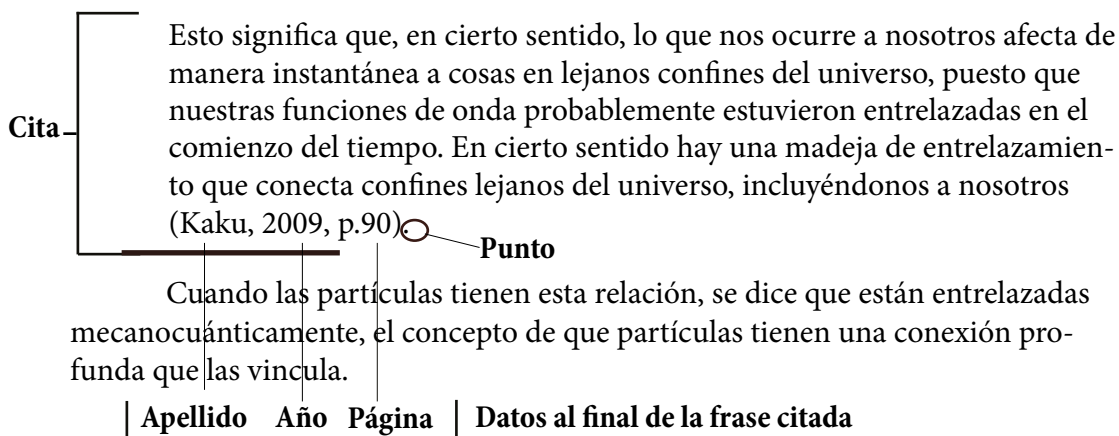 Esto significa que, en cierto sentido, lo que nos ocurre a nosotros afecta de
manera instantánea a cosas en lejanos confines del universo, puesto que
nuestras funciones de onda probablemente estuvieron entrelazadas en el
Cita
comienzo del tiempo. En cierto sentido hay una madeja de entrelazamien-
to que conecta confines lejanos del universo, incluyéndonos a nosotros
(Kaku, 2009, p.90).
Punto
Cuando las partículas tienen esta relación, se dice que están entrelazadas
mecanocuánticamente, el concepto de que partículas tienen una conexión pro-
funda que las vincula.
Apellido Año Página Datos al final de la frase citada